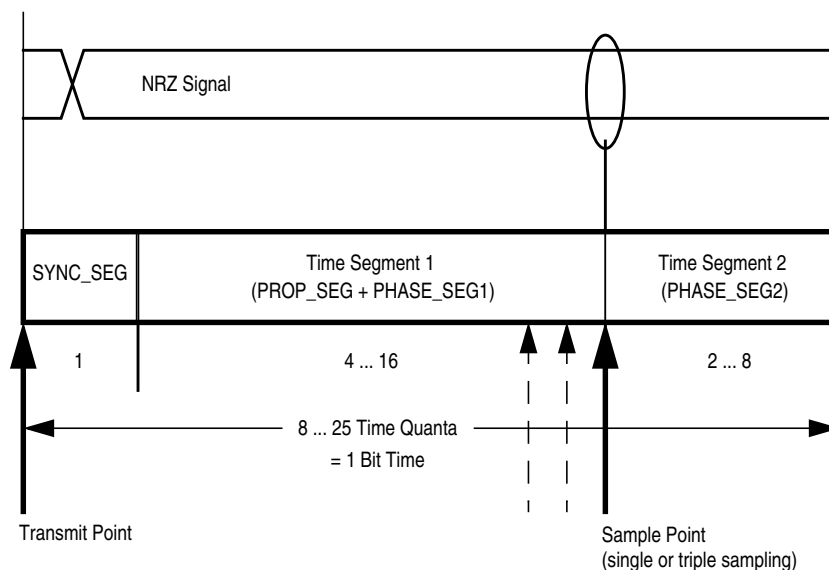 NRZ Signal
SYNC_SEG
Time Segment 1
(PROP_SEG + PHASE_SEG1)
Time Segment 2
(PHASE_SEG2)
1
4 ... 16
2 ... 8
8 ... 25 Time Quanta
= 1 Bit Time
Transmit Point
Sample Point
(single or triple sampling)